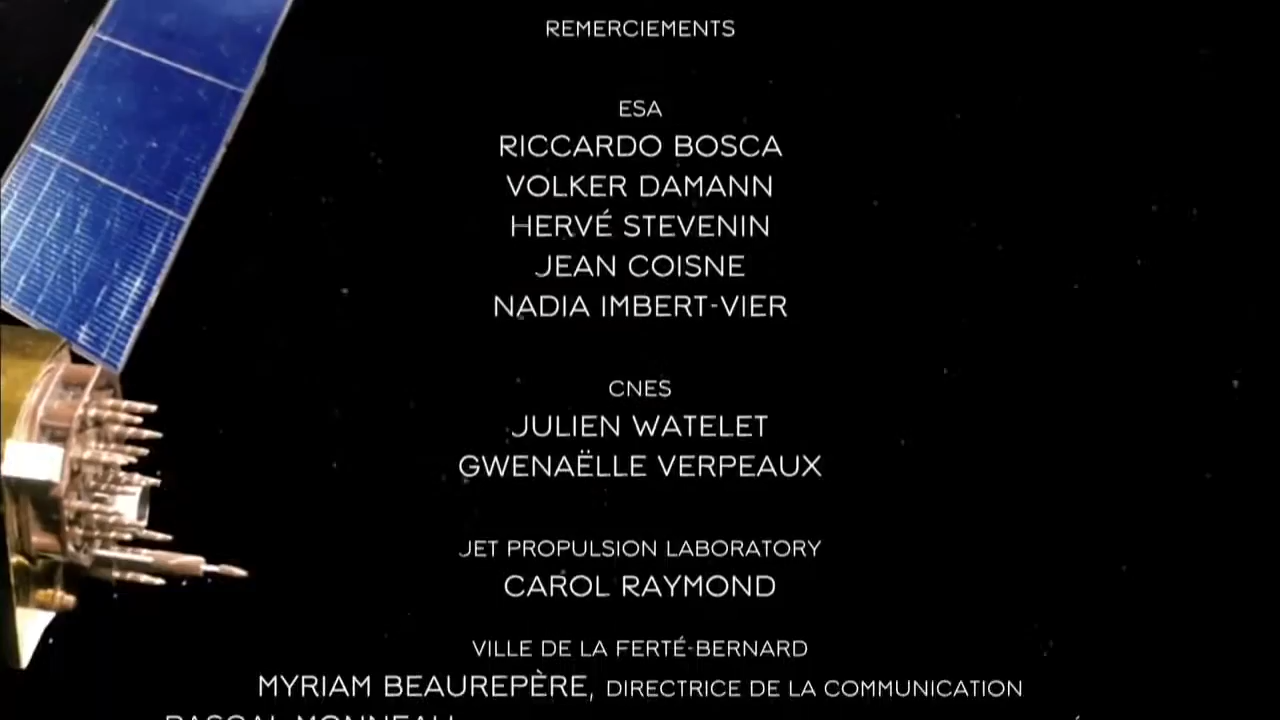 REMERCIEMENTS
ESA
RICCARDO BOSCA
VOLKER DAMANN
HERVÉ STEVENIN
JEAN COISNE
NADIA IMBERT-VIER
CNES
JULIEN WATELET
GWENAËLLE VERPEAUX
JET PROPULSION LABORATORY
CAROL RAYMOND
VILLE DE LA FERTÉ-BERNARD
MYRIAM BEAUREPÈRE, DIRECTRICE DE LA COMMUNICATION